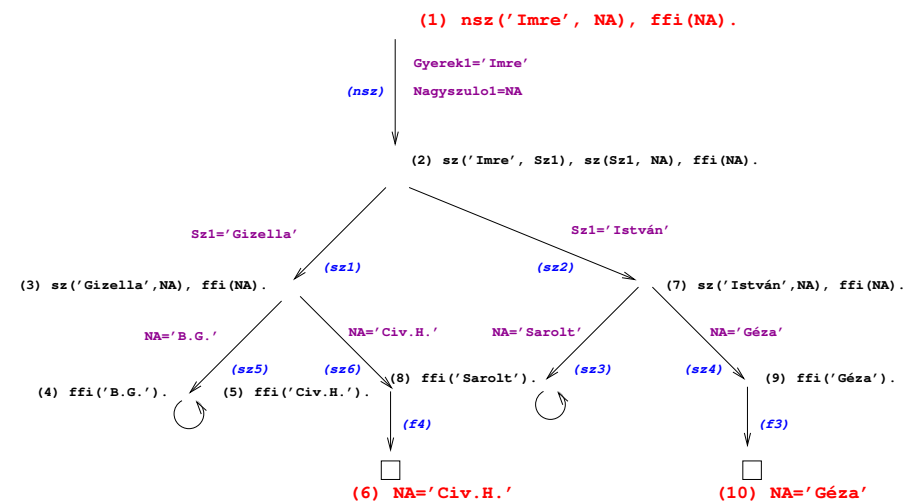 (1) nsz('Imre', NA), ffi(NA).
Gyerek1='Imre'
(nsz) Nagyszulo1=NA
(2) sz('Imre', Sz1), sz(Sz1, NA), ffi(NA).
Sz1='Gizella' Sz1='István'
(sz1) (sz2)
(3) sz('Gizella',NA), ffi(NA). (7) sz('István',NA), ffi(NA).
NA='B.G.' NA='Civ.H.' NA='Sarolt' NA='Géza'
(sz5) (sz6) (sz3) (sz4)
(4) ffi('B.G.'). (5) ffi('Civ.H.'). (8) ffi('Sarolt'). (9) ffi('Géza').
(f4) (f3)
(6) NA='Civ.H.' (10) NA='Géza'